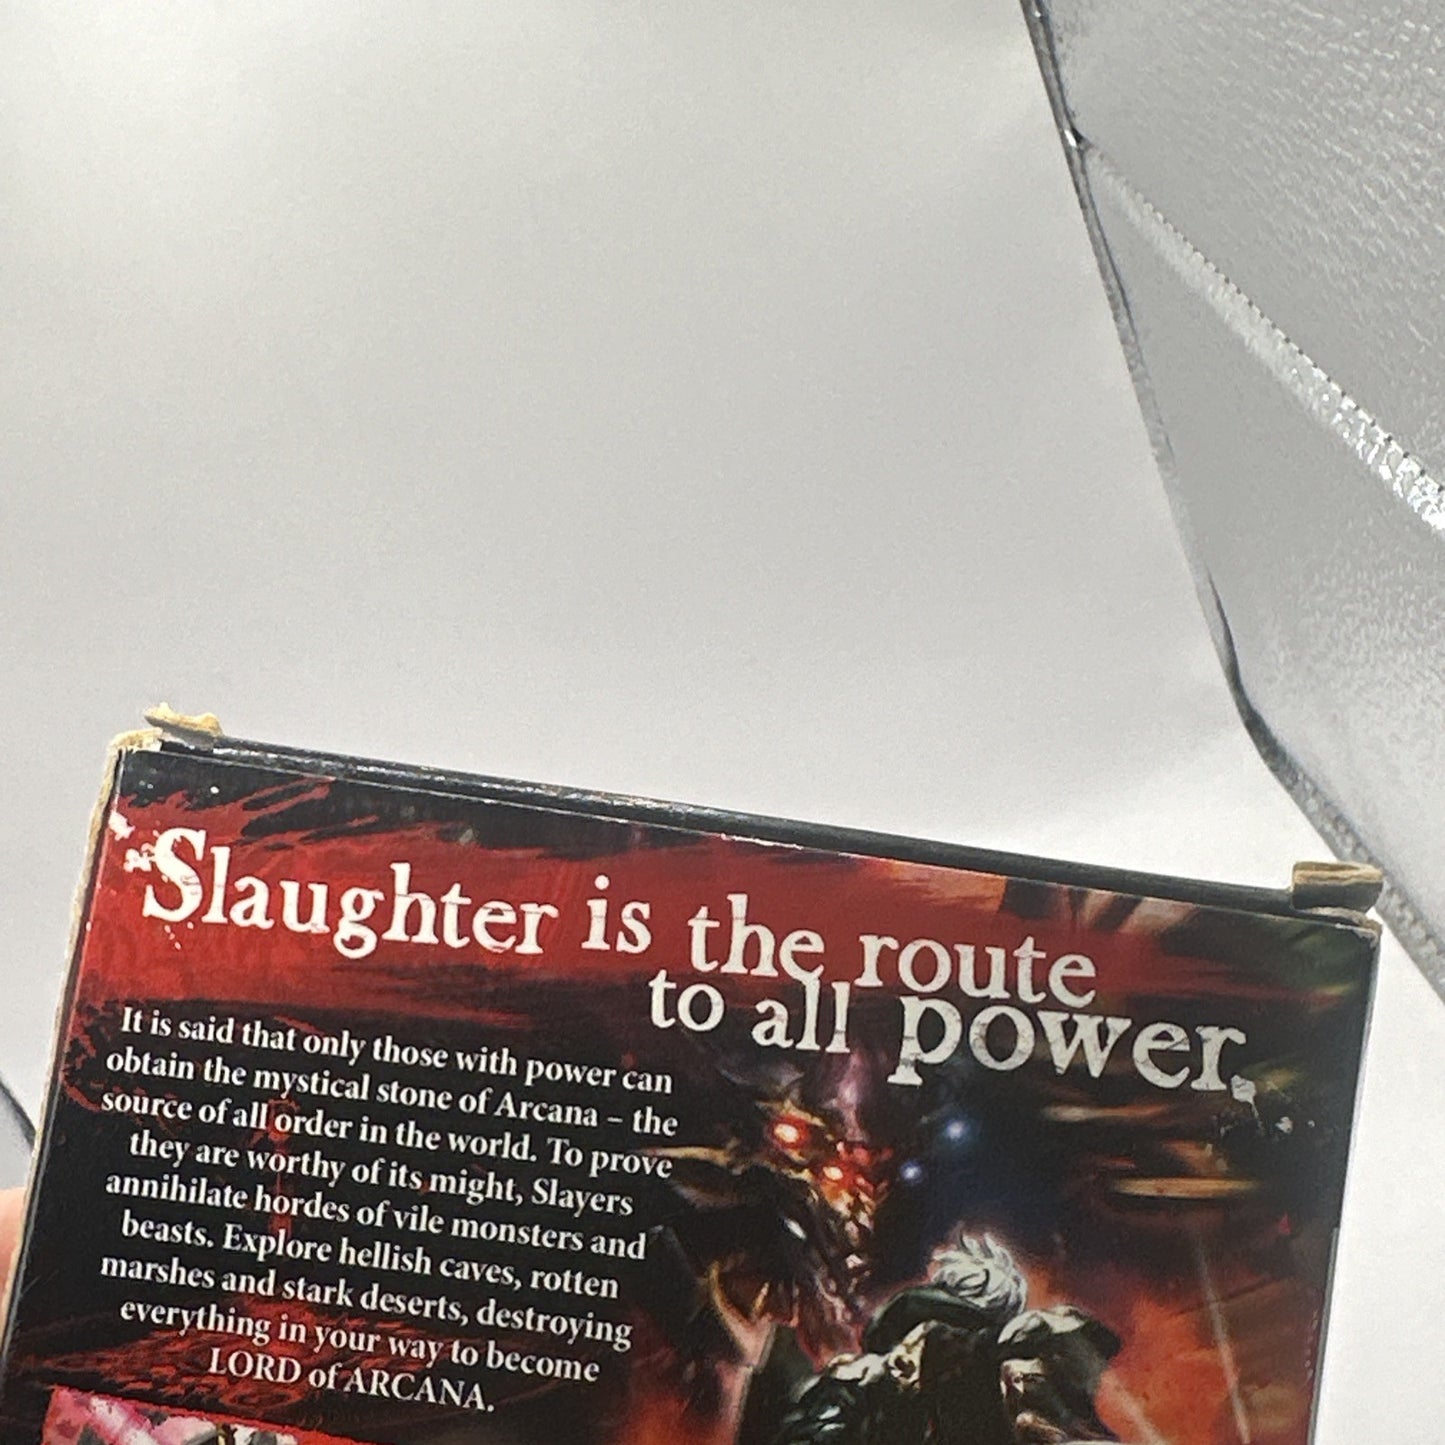 Slaughter is the route
to all power.
It is said that only those with power can
obtain the mystical stone of Arcana – the
source of all order in the world. To prove
they are worthy of its might, Slayers
annihilate hordes of vile monsters and
beasts. Explore hellish caves, rotten
marshes and stark deserts, destroying
everything in your way to become
LORD of ARCANA.